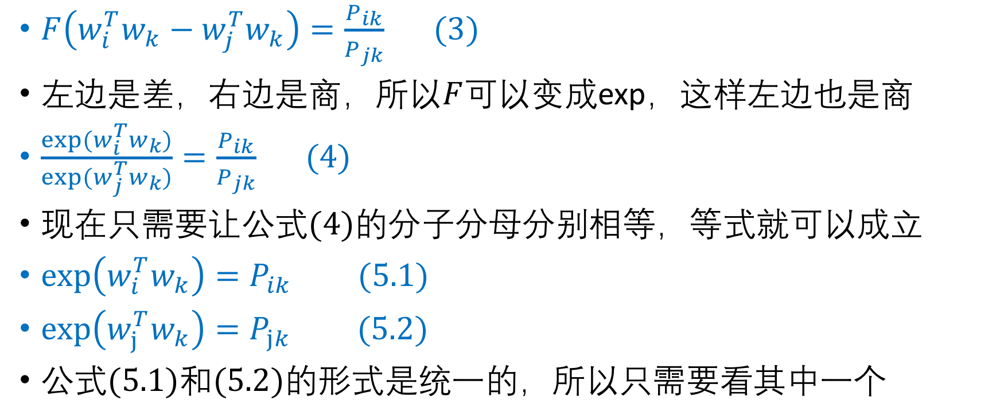 • $F\left(w_i^T w_k - w_j^T w_k\right) = \frac{P_{ik}}{P_{jk}}$ (3)
• 左边是差，右边是商，所以$F$可以变成exp，这样左边也是商
• $\frac{\exp(w_i^T w_k)}{\exp(w_j^T w_k)} = \frac{P_{ik}}{P_{jk}}$ (4)
• 现在只需要让公式(4)的分子分母分别相等，等式就可以成立
• $\exp\left(w_i^T w_k\right) = P_{ik}$ (5.1)
• $\exp\left(w_{\mathrm{j}}^T w_k\right) = P_{\mathrm{j}k}$ (5.2)
• 公式(5.1)和(5.2)的形式是统一的，所以只需要看其中一个